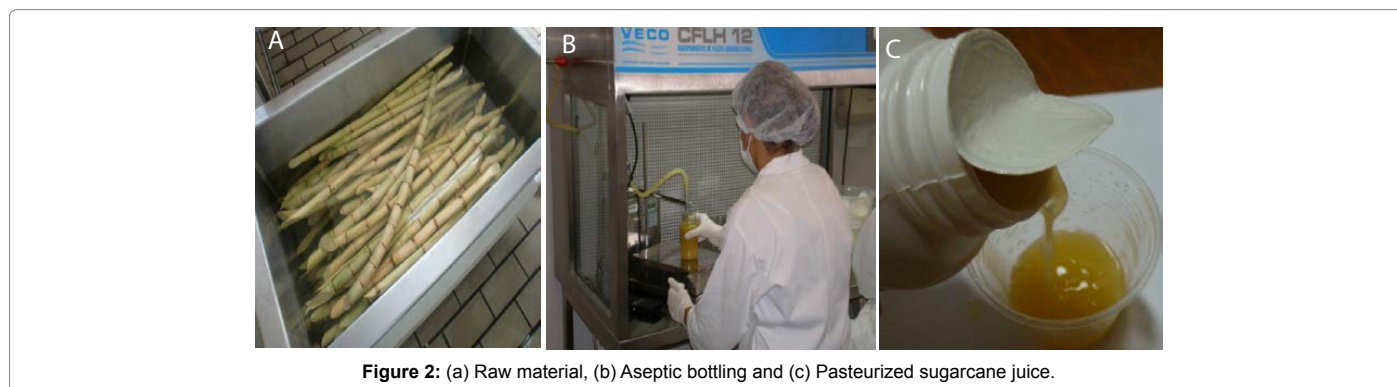 A
B
C
VECO
CFLH 12
Figure 2: (a) Raw material, (b) Aseptic bottling and (c) Pasteurized sugarcane juice.